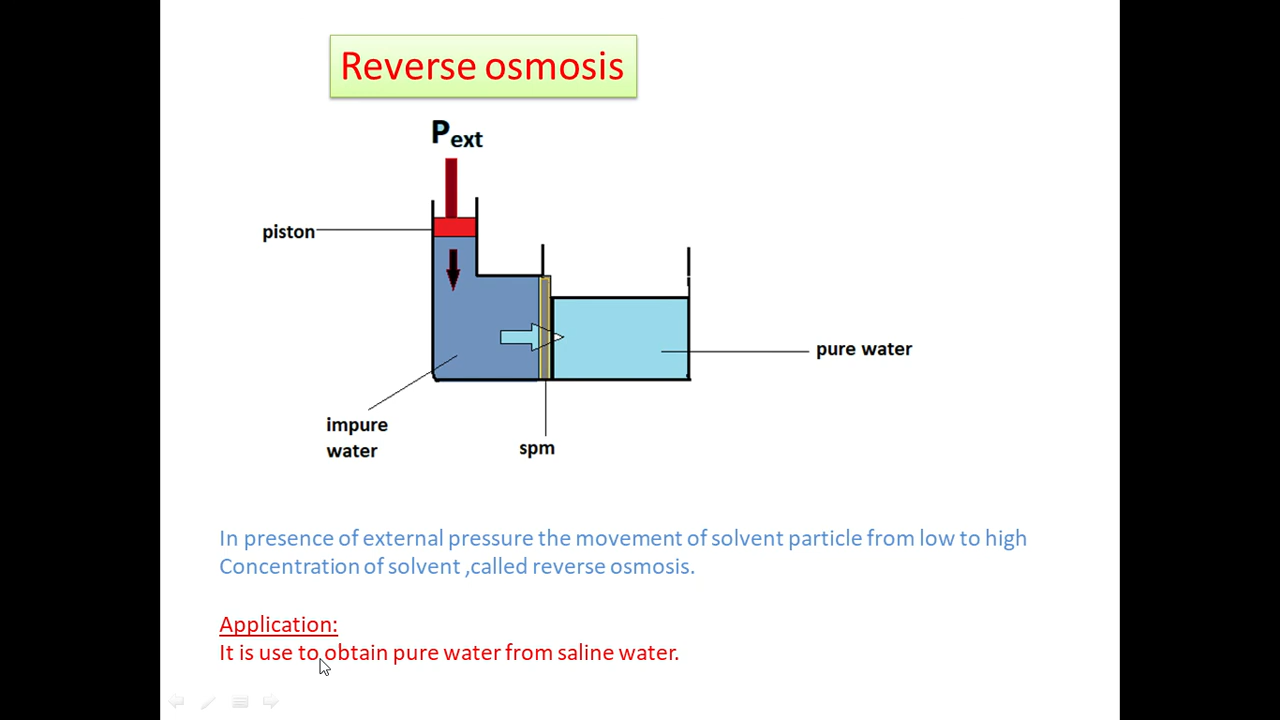 Reverse osmosis
Pext
piston
pure water
impure
water
spm
In presence of external pressure the movement of solvent particle from low to high
Concentration of solvent ,called reverse osmosis.
Application:
It is use to obtain pure water from saline water.